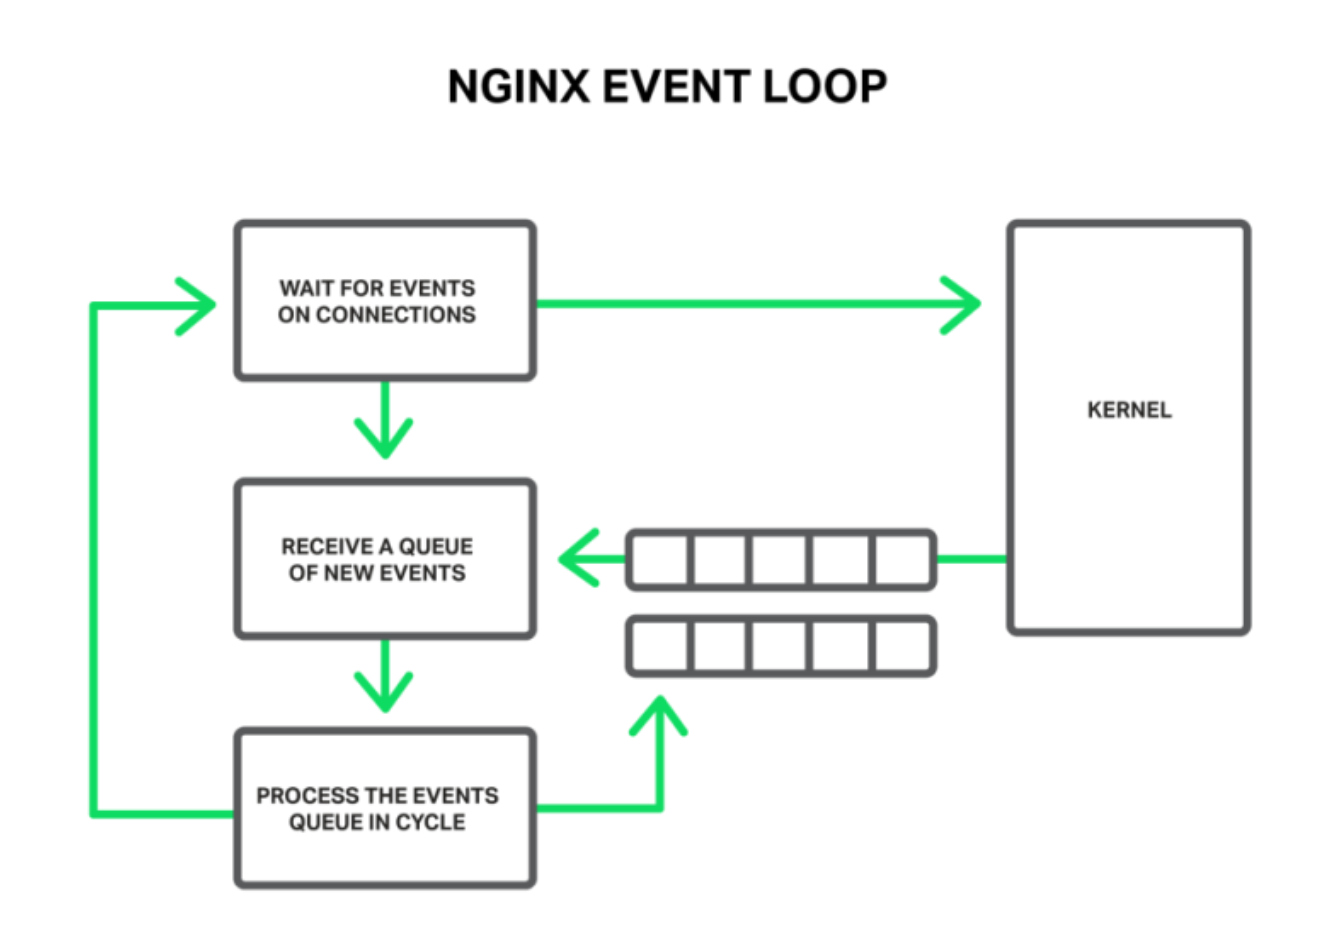 NGINX EVENT LOOP
WAIT FOR EVENTS
ON CONNECTIONS
KERNEL
RECEIVE A QUEUE
OF NEW EVENTS
PROCESS THE EVENTS
QUEUE IN CYCLE